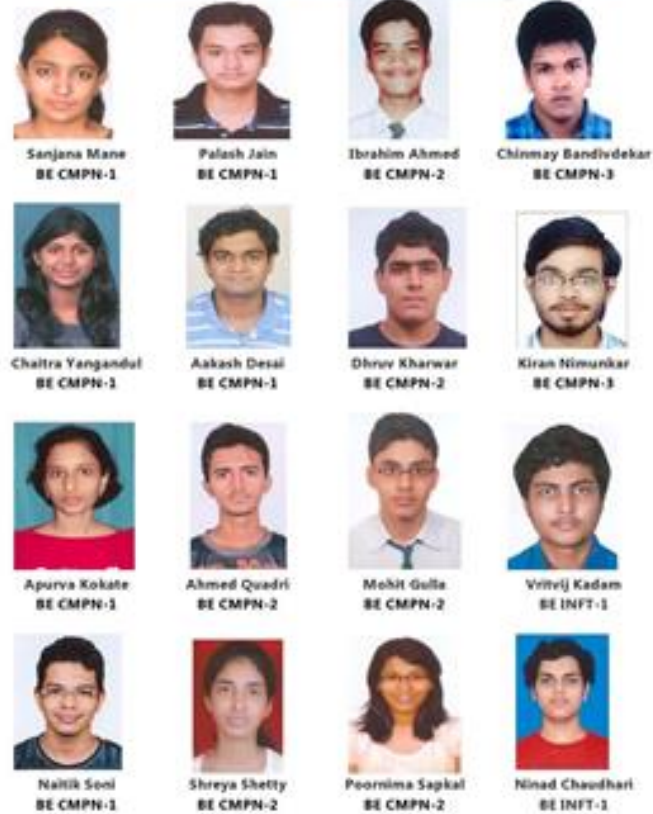 Sanjana Mane
BE CMPN-1
Palash Jain
BE CMPN-1
Ibrahim Ahmed
BE CMPN-2
Chinmay Bandivdekar
BE CMPN-3
Chaitra Yangandul
BE CMPN-1
Aakash Desai
BE CMPN-1
Dhruv Kharwar
BE CMPN-2
Kiran Nimunkar
BE CMPN-3
Apurva Kokate
BE CMPN-1
Ahmed Quadri
BE CMPN-2
Mohit Gulla
BE CMPN-2
Vritvij Kadam
BE INFT-1
Naitik Soni
BE CMPN-1
Shreya Shetty
BE CMPN-2
Poornima Sapkal
BE CMPN-2
Ninad Chaudhari
BE INFT-1